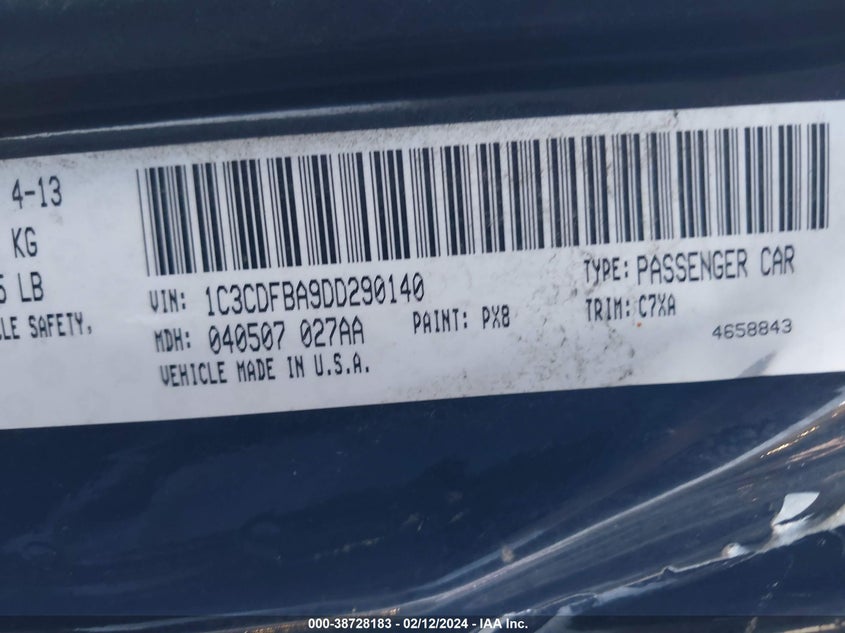 4-13
KG
5 LB
CLE SAFETY,
VIN: 1C3CDFBA9DD290140
TYPE: PASSENGER CAR
MDH: 040507 027AA
PAINT: PX8
TRIM: C7XA
VEHICLE MADE IN U.S.A.
4658843
000-38728183 - 02/12/2024 - IAA Inc.